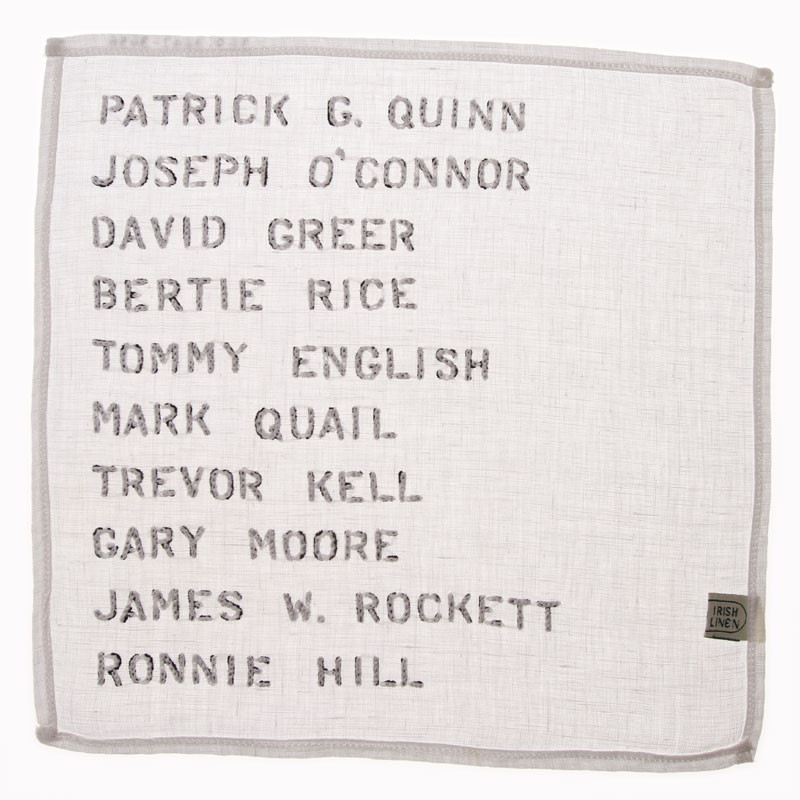 PATRICK G. QUINN
JOSEPH O'CONNOR
DAVID GREER
BERTIE RICE
TOMMY ENGLISH
MARK QUAIL
TREVOR KELL
GARY MOORE
JAMES W. ROCKETT
RONNIE HILL
IRISH
LINEN